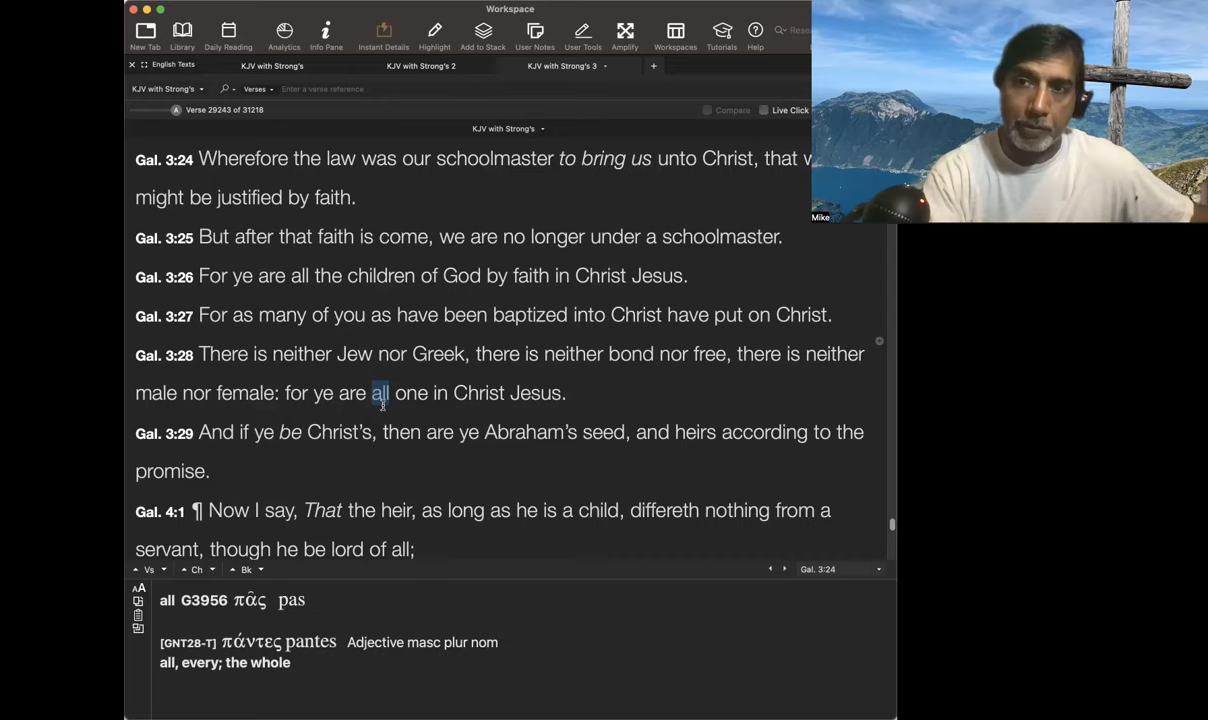 Workspace
New Tab Library Daily Reading Analytics Info Pane Instant Details Highlight Add to Stack User Notes User Tools Amplify Workspaces Tutorials Help
English Texts KJV with Strong's KJV with Strong's 2 KJV with Strong's 3 +
KJV with Strong's Verses Enter a verse reference
A Verse 29243 of 31218 Compare Live Click
KJV with Strong's
Gal. 3:24 Wherefore the law was our schoolmaster to bring us unto Christ, that
might be justified by faith.
Gal. 3:25 But after that faith is come, we are no longer under a schoolmaster.
Gal. 3:26 For ye are all the children of God by faith in Christ Jesus.
Gal. 3:27 For as many of you as have been baptized into Christ have put on Christ.
Gal. 3:28 There is neither Jew nor Greek, there is neither bond nor free, there is neither
male nor female: for ye are all one in Christ Jesus.
Gal. 3:29 And if ye be Christ's, then are ye Abraham's seed, and heirs according to the
promise.
Gal. 4:1 ¶ Now I say, That the heir, as long as he is a child, differeth nothing from a
servant, though he be lord of all;
Vs Ch Bk Gal. 3:24
AA
all G3956 πᾶς pas
[GNT28-T] πάντες pantes Adjective masc plur nom
all, every; the whole
Mike